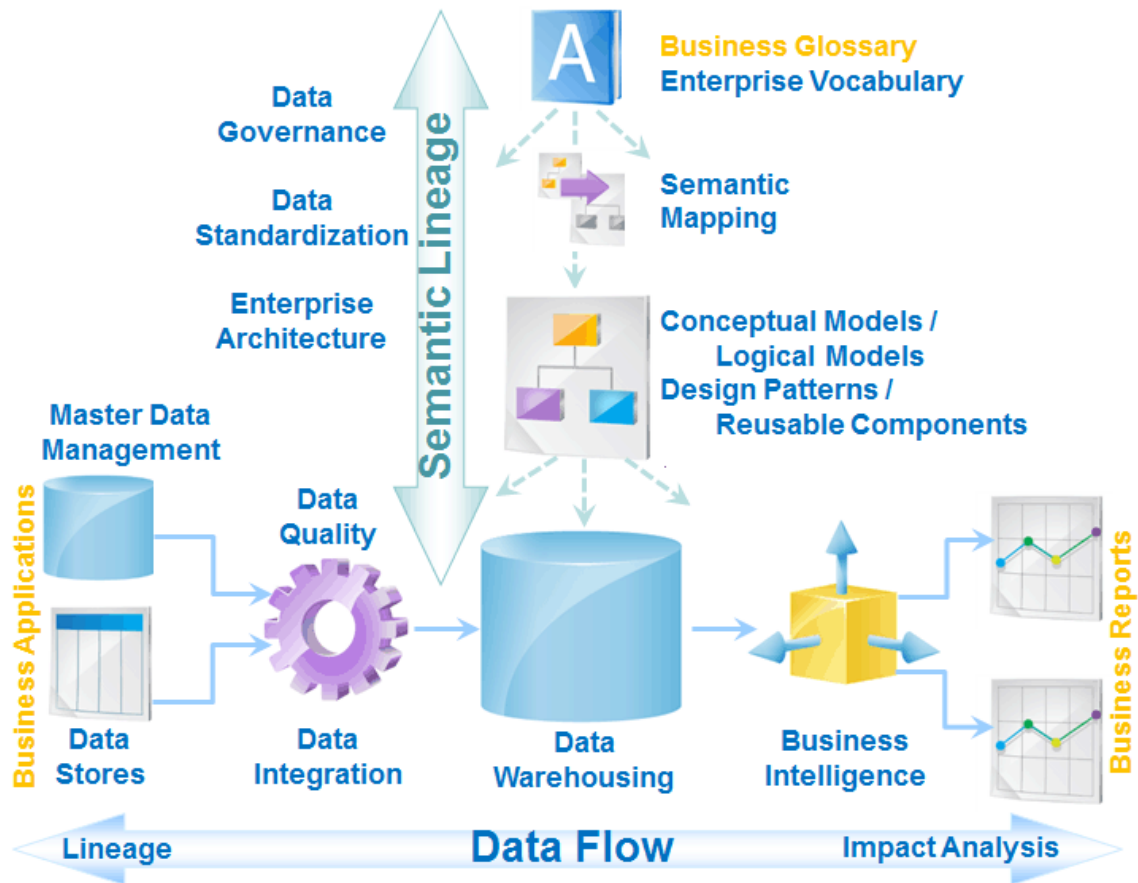 A
Business Glossary
Enterprise Vocabulary
Data
Governance
Semantic
Mapping
Data
Standardization
Semantic Lineage
Enterprise
Architecture
Conceptual Models /
Logical Models
Design Patterns /
Reusable Components
Master Data
Management
Data
Quality
Business Applications
Business Reports
Data
Stores
Data
Integration
Data
Warehousing
Business
Intelligence
Lineage
Data Flow
Impact Analysis